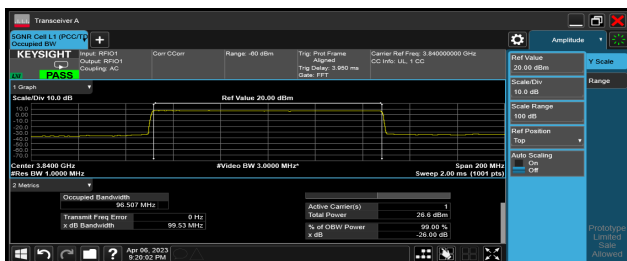 Transceiver A
5GNR Cell L1 (PCC/TD
Occupied BW
Amplitude
KEYSIGHT
Input: RFIO1
Output: RFIO1
Coupling: AC
Corr CCorr
Range: -60 dBm
Trig: Prot Frame
Aligned
Trig Delay: 3.950 ms
Gate: FFT
Carrier Ref Freq: 3.840000000 GHz
CC Info: UL, 1 CC
PASS
1 Graph
Scale/Div 10.0 dB
Ref Value 20.00 dBm
10.0
0.00
-10.0
-20.0
-30.0
-40.0
-50.0
-60.0
-70.0
Center 3.8400 GHz
#Res BW 1.0000 MHz
#Video BW 3.0000 MHz*
Span 200 MHz
Sweep 2.00 ms (1001 pts)
2 Metrics
Occupied Bandwidth
96.507 MHz
Transmit Freq Error 0 Hz
x dB Bandwidth 99.53 MHz
Active Carrier(s) 1
Total Power 26.6 dBm
% of OBW Power 99.00 %
x dB -26.00 dB
Ref Value
20.00 dBm
Scale/Div
10.0 dB
Scale Range
100 dB
Ref Position
Top
Auto Scaling
On
Off
Y Scale
Range
Prototype
Limited
Sale
Allowed
?
Apr 06, 2023
9:20:02 PM